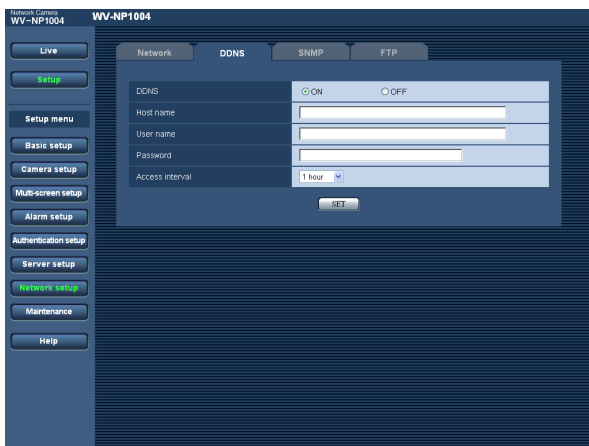 Network Camera
WV-NP1004
WV-NP1004
Live
Setup
Setup menu
Basic setup
Camera setup
Multi-screen setup
Alarm setup
Authentication setup
Server setup
Network setup
Maintenance
Help
Network DDNS SNMP FTP
DDNS ON OFF
Host name
User name
Password
Access interval 1 hour
SET